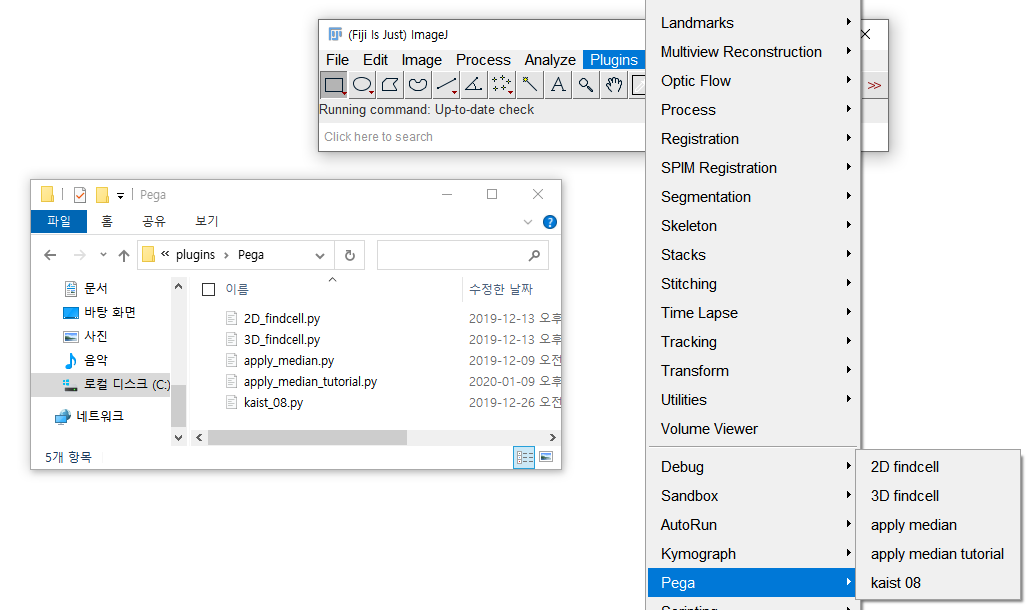 (Fiji Is Just) ImageJ
File Edit Image Process Analyze Plugins
Running command: Up-to-date check
Click here to search
>>
Landmarks
Multiview Reconstruction
Optic Flow
Process
Registration
SPIM Registration
Segmentation
Skeleton
Stacks
Stitching
Time Lapse
Tracking
Transform
Utilities
Volume Viewer
Debug
Sandbox
AutoRun
Kymograph
Pega
2D findcell
3D findcell
apply median
apply median tutorial
kaist 08
Pega
파일 홈 공유 보기
« plugins › Pega
문서
바탕 화면
사진
음악
로컬 디스크 (C:)
네트워크
이름 수정한 날짜
2D_findcell.py 2019-12-13 오후
3D_findcell.py 2019-12-13 오후
apply_median.py 2019-12-09 오전
apply_median_tutorial.py 2020-01-09 오후
kaist_08.py 2019-12-26 오전
5개 항목